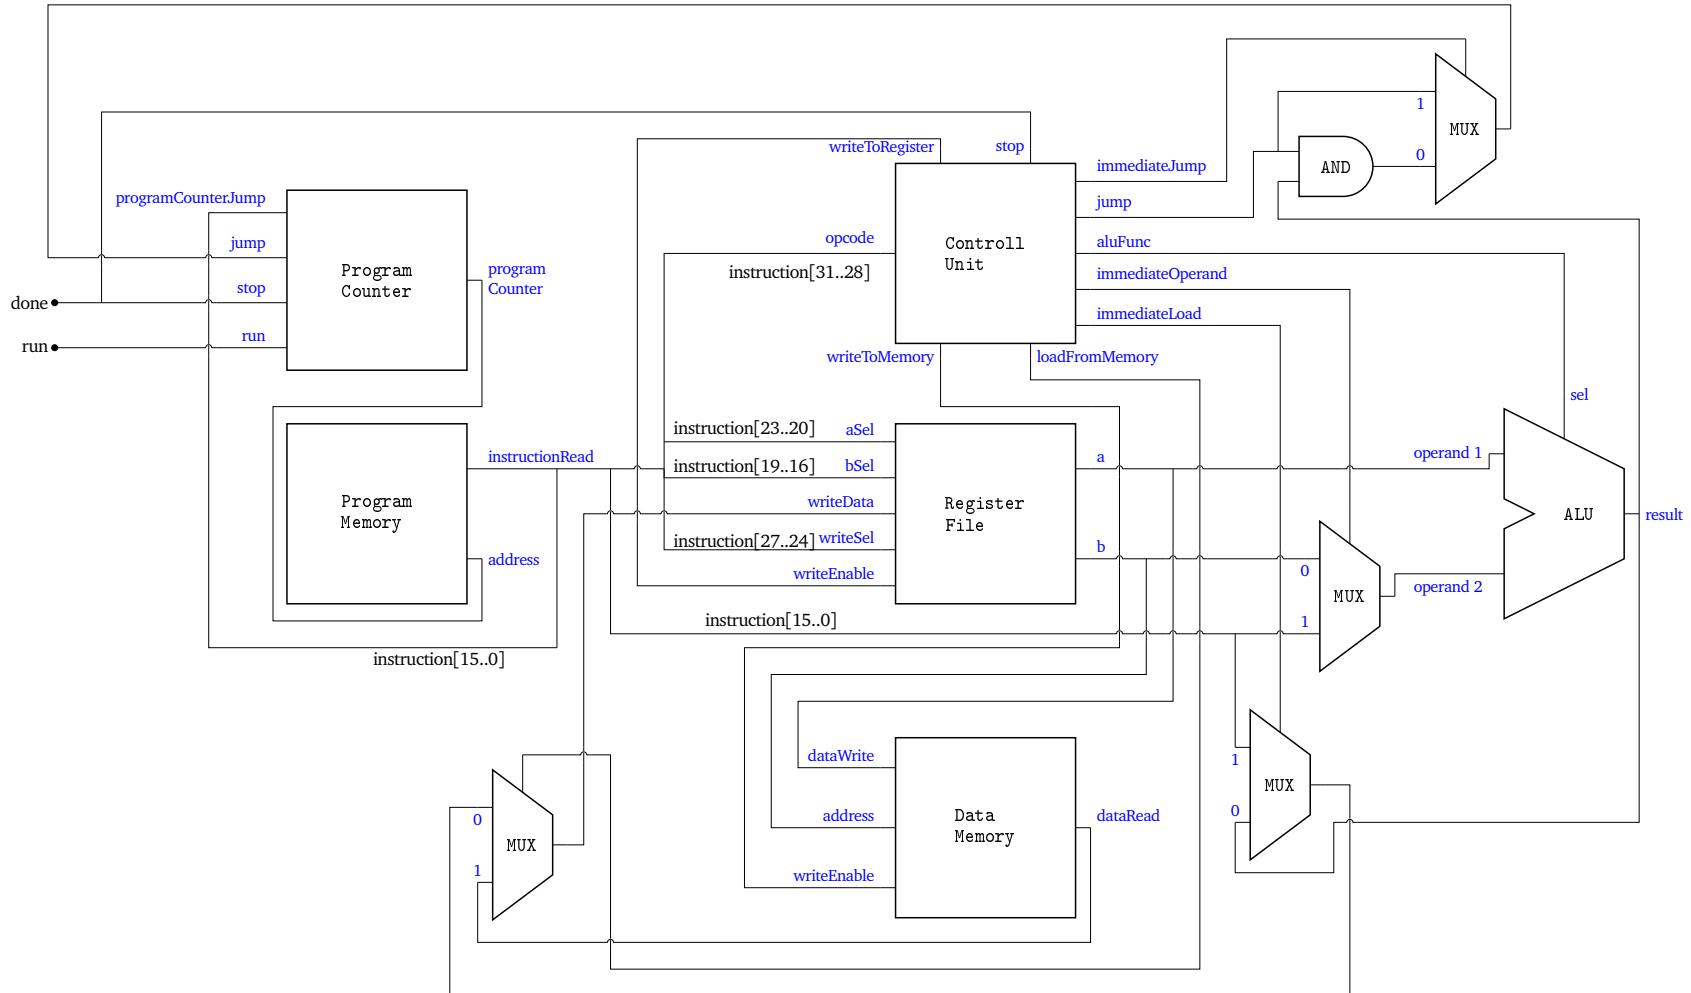 1
MUX
0
AND
writeToRegister
stop
immediateJump
jump
aluFunc
immediateOperand
immediateLoad
opcode
instruction[31..28]
Controll
Unit
writeToMemory
loadFromMemory
programCounterJump
jump
stop
run
done
run
Program
Counter
program
Counter
sel
instruction[23..20]
aSel
instruction[19..16]
bSel
writeData
instruction[27..24]
writeSel
writeEnable
Register
File
a
b
operand 1
operand 2
ALU
result
0
MUX
1
instructionRead
Program
Memory
address
instruction[15..0]
instruction[15..0]
dataWrite
address
writeEnable
Data
Memory
dataRead
1
MUX
0
0
MUX
1